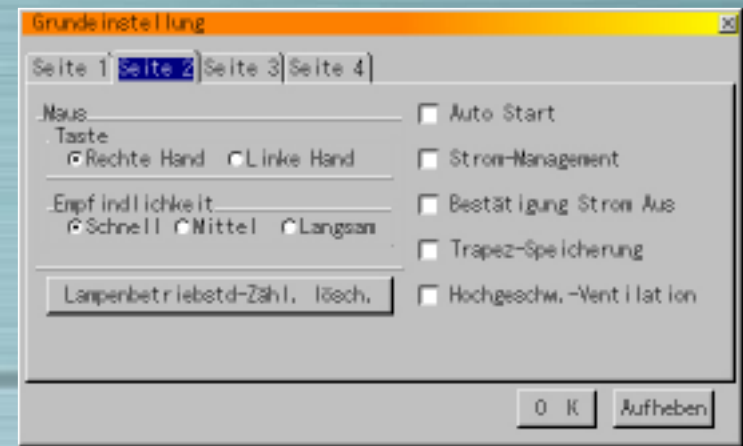 Grundeinstellung
Seite 1 Seite 2 Seite 3 Seite 4
Maus
Taste
Rechte Hand Linke Hand
Empfindlichkeit
Schnell Mittel Langsam
Lampenbetriebstd-Zähl. lösch.
Auto Start
Strom-Management
Bestätigung Strom Aus
Trapez-Speicherung
Hochgeschw.-Ventilation
O K Aufheben